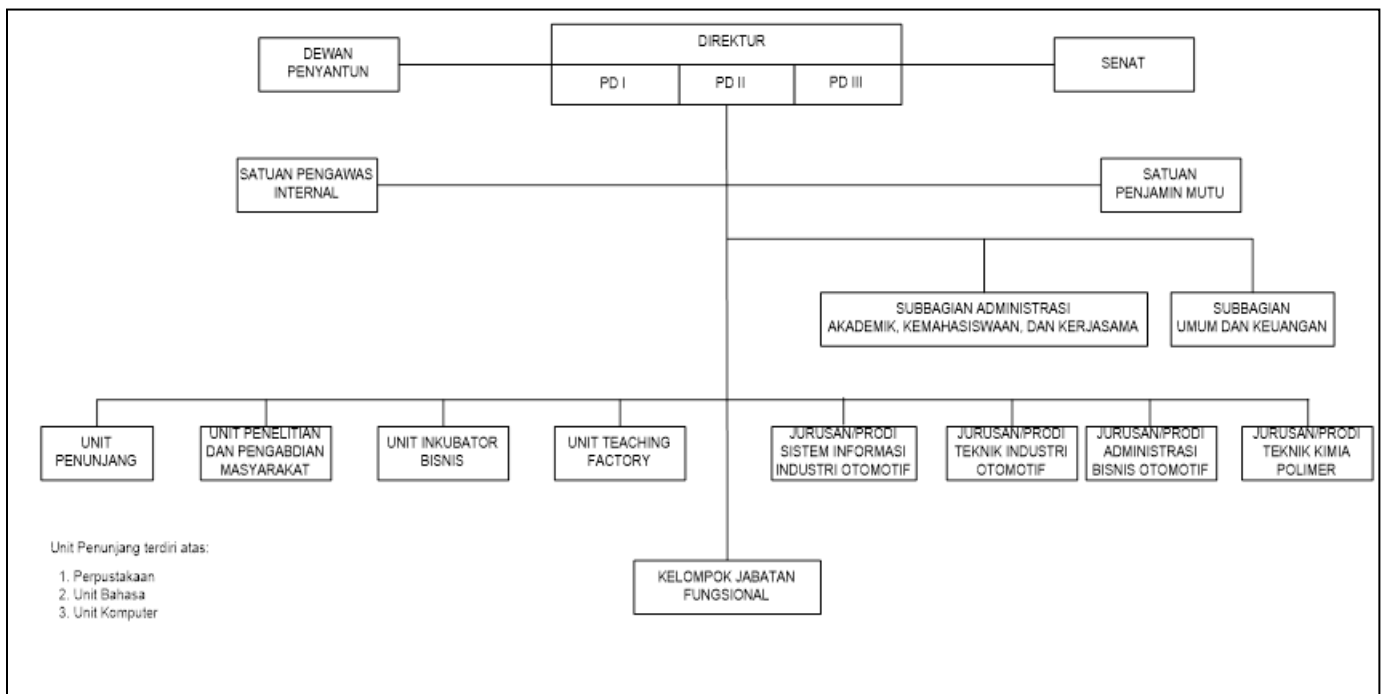 DEWAN
PENYANTUN
DIREKTUR
PD I
PD II
PD III
SENAT
SATUAN PENGAWAS
INTERNAL
SATUAN
PENJAMIN MUTU
SUBBAGIAN ADMINISTRASI
AKADEMIK, KEMAHASISWAAN, DAN KERJASAMA
SUBBAGIAN
UMUM DAN KEUANGAN
UNIT
PENUNJANG
UNIT PENELITIAN
DAN PENGABDIAN
MASYARAKAT
UNIT INKUBATOR
BISNIS
UNIT TEACHING
FACTORY
JURUSAN/PRODI
SISTEM INFORMASI
INDUSTRI OTOMOTIF
JURUSAN/PRODI
TEKNIK INDUSTRI
OTOMOTIF
JURUSAN/PRODI
ADMINISTRASI
BISNIS OTOMOTIF
JURUSAN/PRODI
TEKNIK KIMIA
POLIMER
Unit Penunjang terdiri atas:
1. Perpustakaan
2. Unit Bahasa
3. Unit Komputer
KELOMPOK JABATAN
FUNGSIONAL